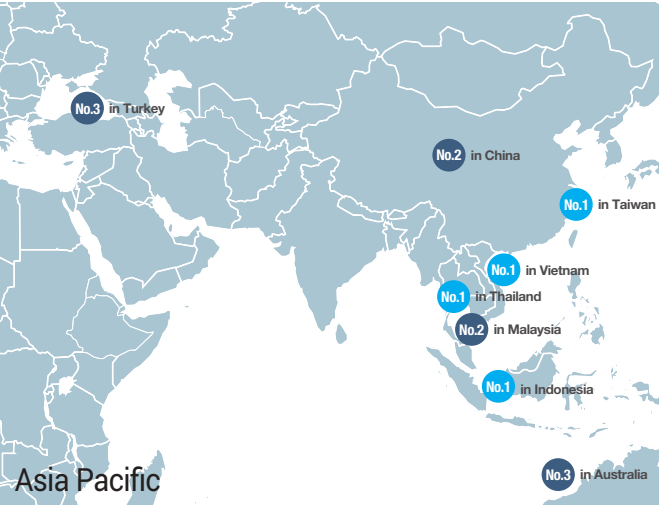 No.3 in Turkey
No.2 in China
No.1 in Taiwan
No.1 in Vietnam
No.1 in Thailand
No.2 in Malaysia
No.1 in Indonesia
No.3 in Australia
Asia Pacific